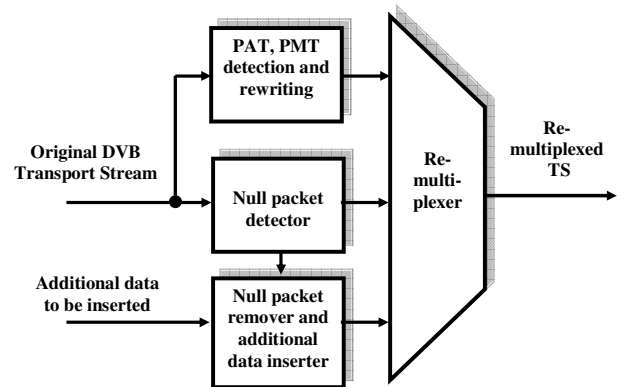 PAT, PMT
detection and
rewriting
Original DVB
Transport Stream
Null packet
detector
Additional data
to be inserted
Null packet
remover and
additional
data inserter
Re-
multi-
plexer
Re-
multiplexed
TS